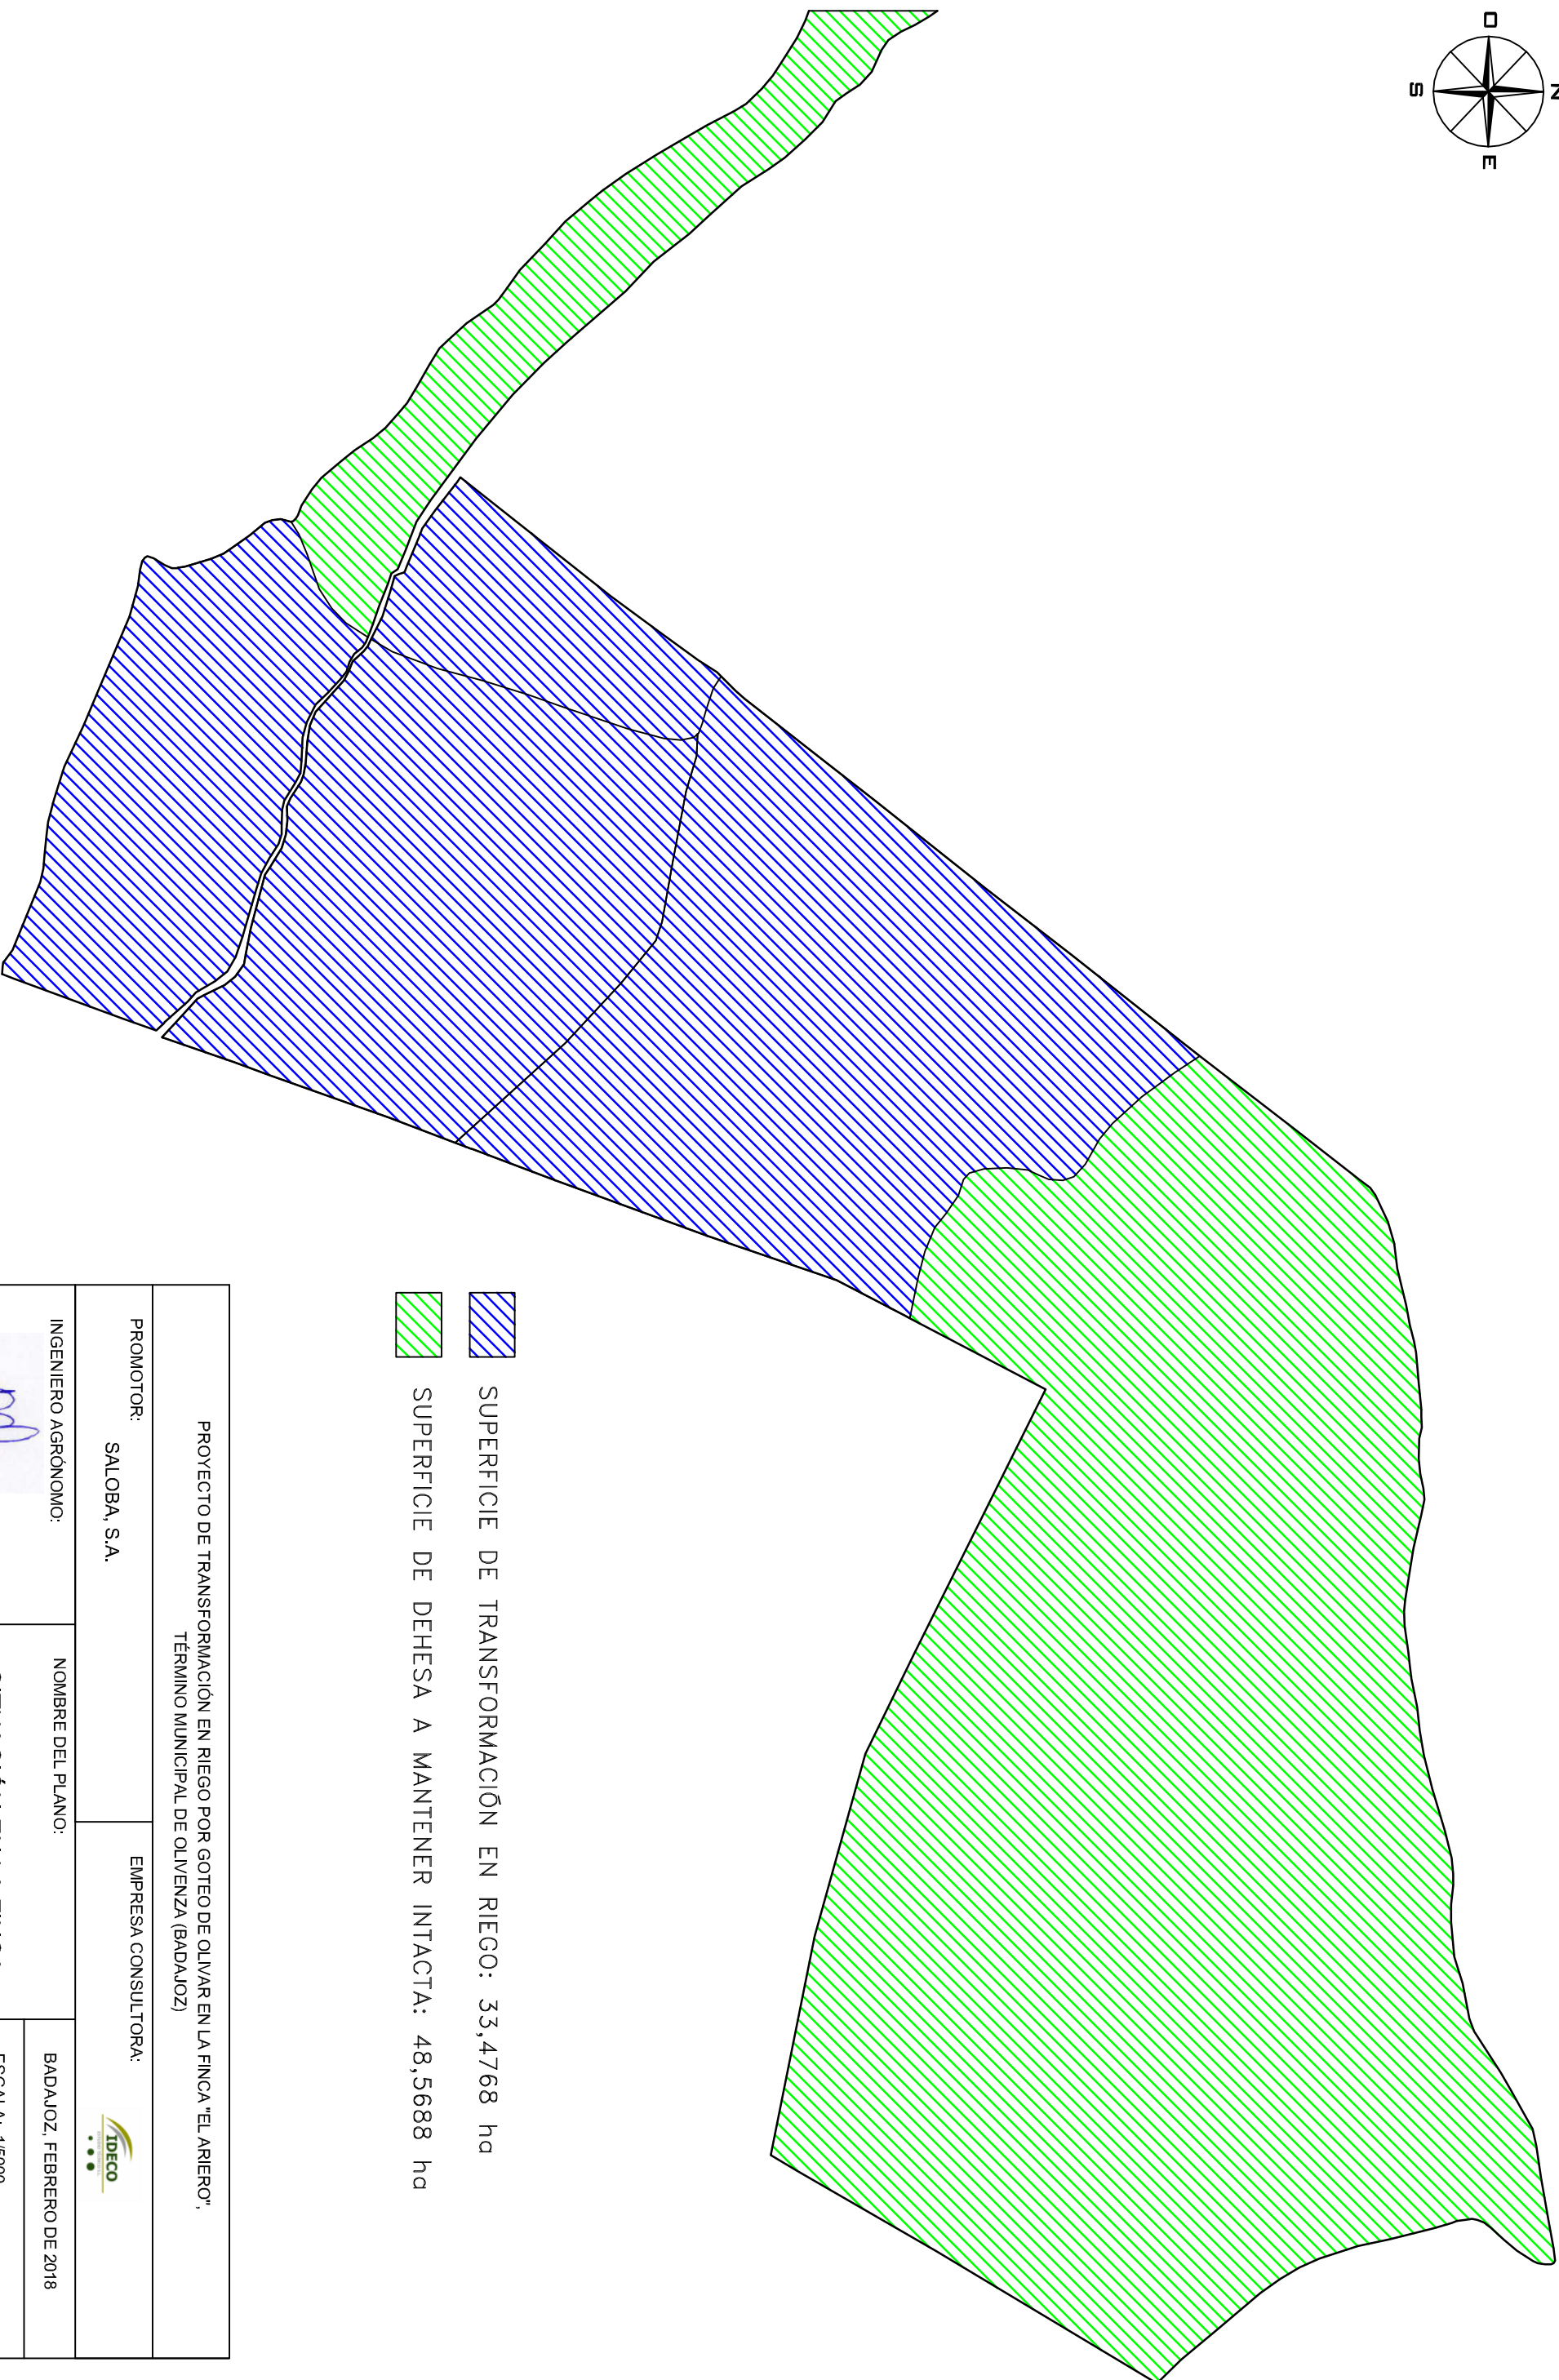 N
O
E
S
SUPERFICIE DE TRANSFORMACIÓN EN RIEGO: 33,4768 ha
SUPERFICIE DE DEHESA A MANTENER INTACTA: 48,5688 ha
PROYECTO DE TRANSFORMACIÓN EN RIEGO POR GOTEO DE OLIVAR EN LA FINCA "EL ARIERO",
TÉRMINO MUNICIPAL DE OLIVENZA (BADAJOZ)
PROMOTOR:
SALOBA, S.A.
EMPRESA CONSULTORA:
IDECO
INGENIERO AGRÓNOMO:
NOMBRE DEL PLANO:
BADAJOZ, FEBRERO DE 2018